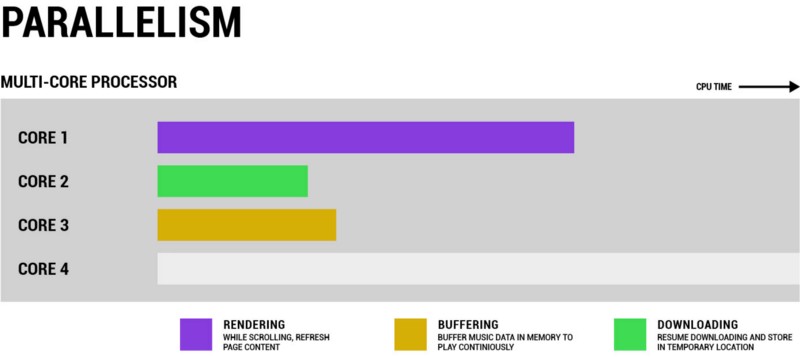 PARALLELISM
MULTI-CORE PROCESSOR
CPU TIME
CORE 1
CORE 2
CORE 3
CORE 4
RENDERING
WHILE SCROLLING, REFRESH
PAGE CONTENT
BUFFERING
BUFFER MUSIC DATA IN MEMORY TO
PLAY CONTINIOUSLY
DOWNLOADING
RESUME DOWNLOADING AND STORE
IN TEMPORARY LOCATION